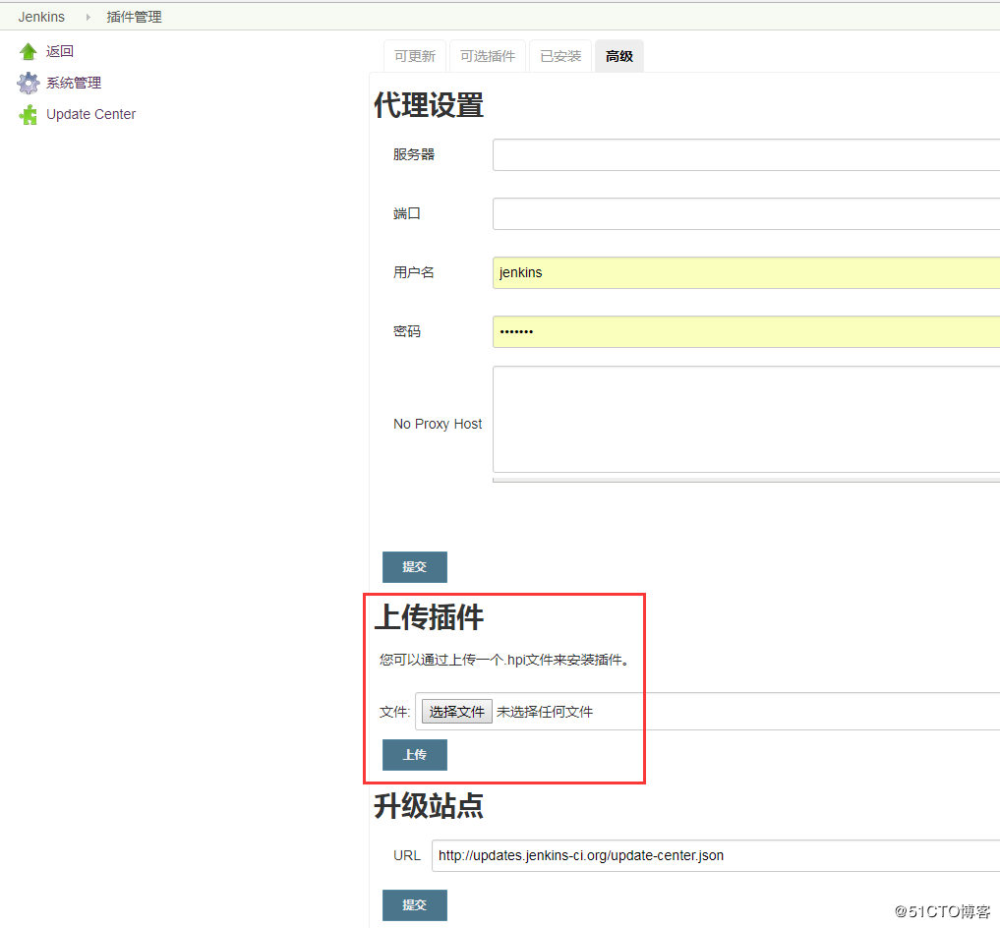 Jenkins 插件管理
返回
系统管理
Update Center
可更新 可选插件 已安装 高级
代理设置
服务器
端口
用户名 jenkins
密码 •••••••
No Proxy Host
提交
上传插件
您可以通过上传一个.hpi文件来安装插件。
文件: 选择文件 未选择任何文件
上传
升级站点
URL http://updates.jenkins-ci.org/update-center.json
提交
@51CTO博客